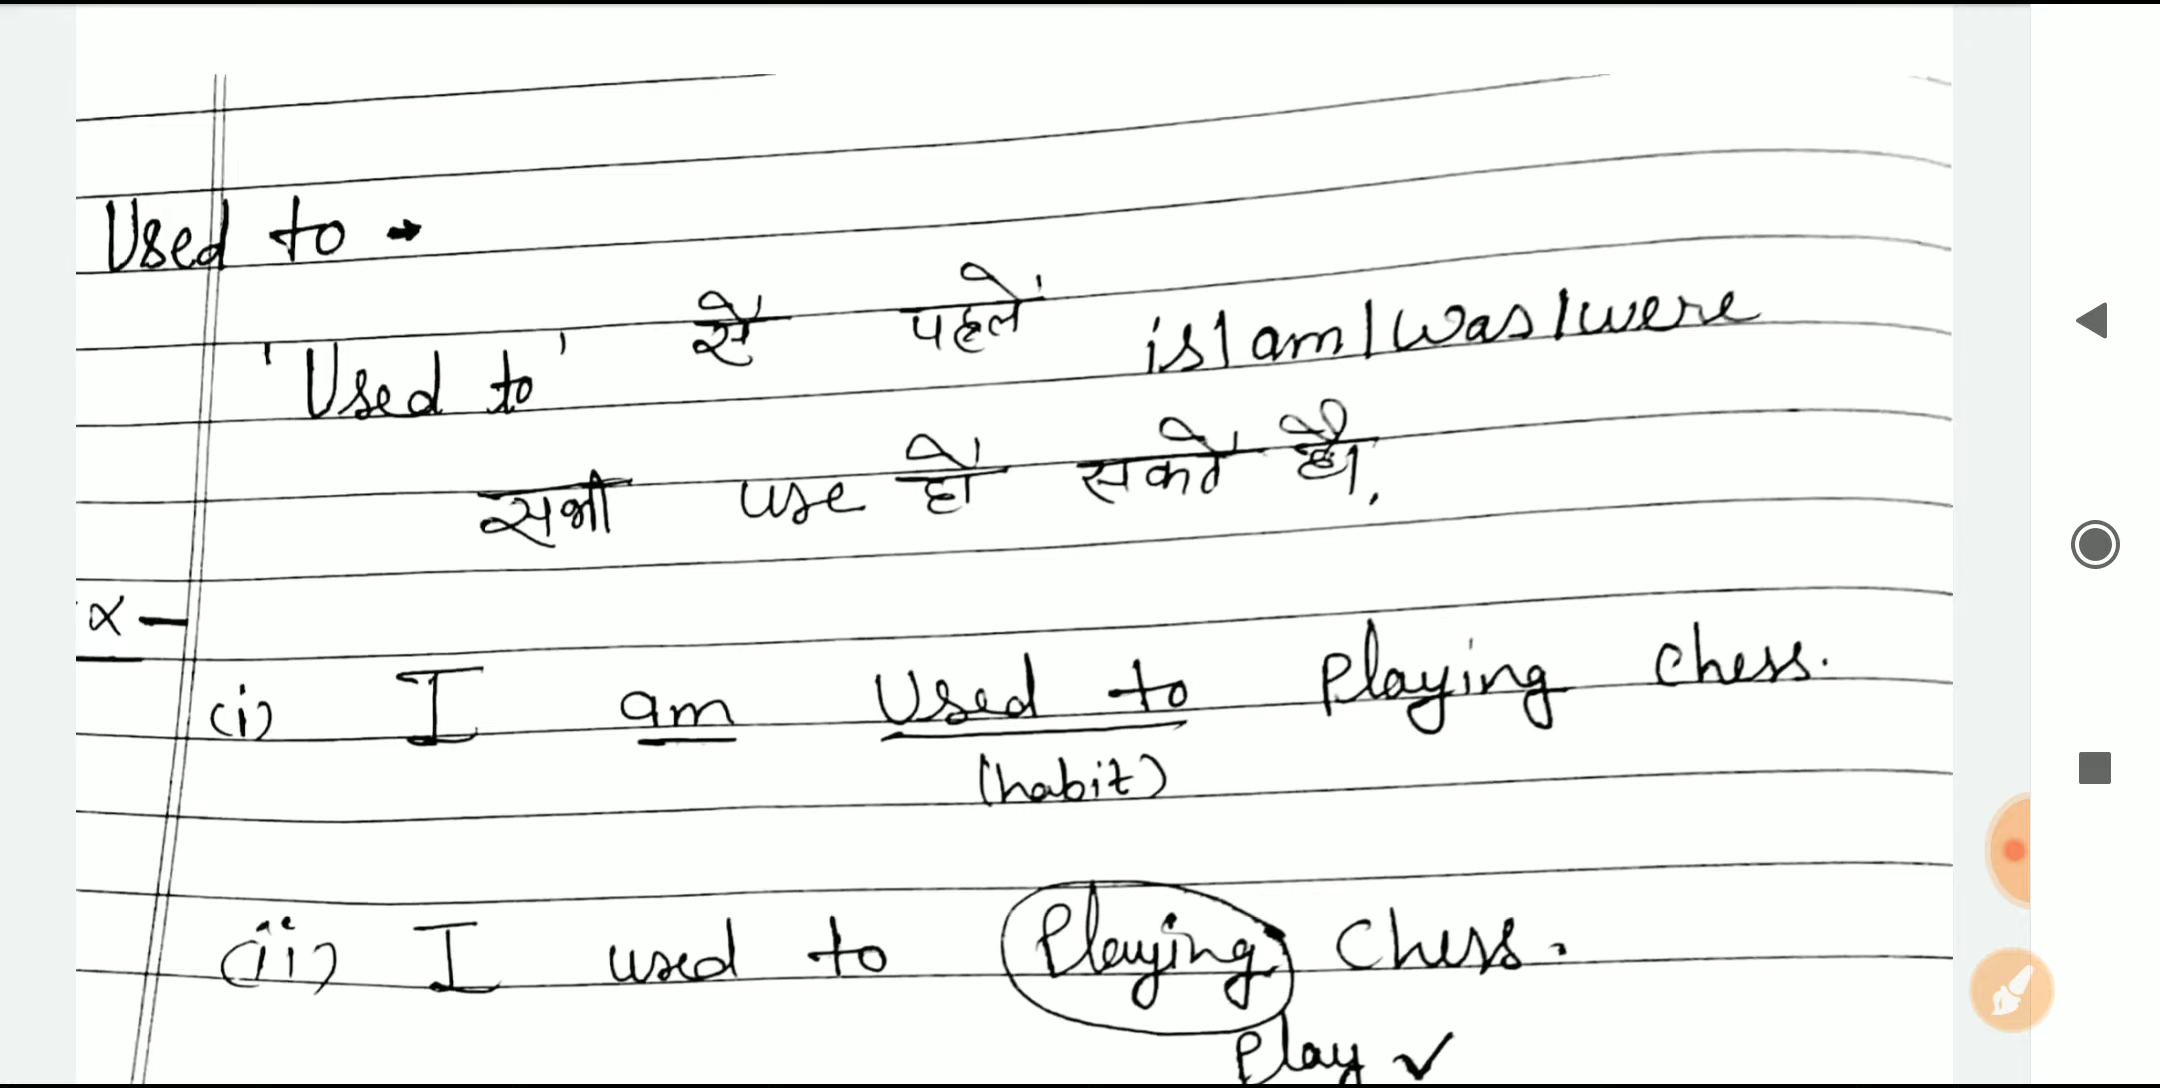 Used to →
'Used to' से पहले is/am/was/were
सभी use हो सकते है।
x -
(i) I am Used to Playing Chess.
(habit)
(ii) I used to Playing Chess.
Play ✓